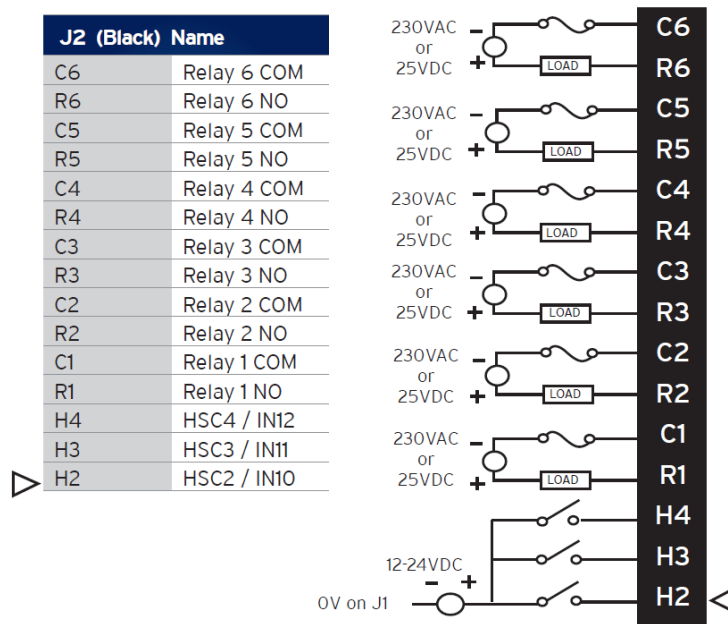 J2 (Black) Name
C6 Relay 6 COM
R6 Relay 6 NO
C5 Relay 5 COM
R5 Relay 5 NO
C4 Relay 4 COM
R4 Relay 4 NO
C3 Relay 3 COM
R3 Relay 3 NO
C2 Relay 2 COM
R2 Relay 2 NO
C1 Relay 1 COM
R1 Relay 1 NO
H4 HSC4 / IN12
H3 HSC3 / IN11
H2 HSC2 / IN10
230VAC − C6
or
25VDC + LOAD R6
230VAC − C5
or
25VDC + LOAD R5
230VAC − C4
or
25VDC + LOAD R4
230VAC − C3
or
25VDC + LOAD R3
230VAC − C2
or
25VDC + LOAD R2
230VAC − C1
or
25VDC + LOAD R1
H4
12-24VDC H3
− +
0V on J1 H2